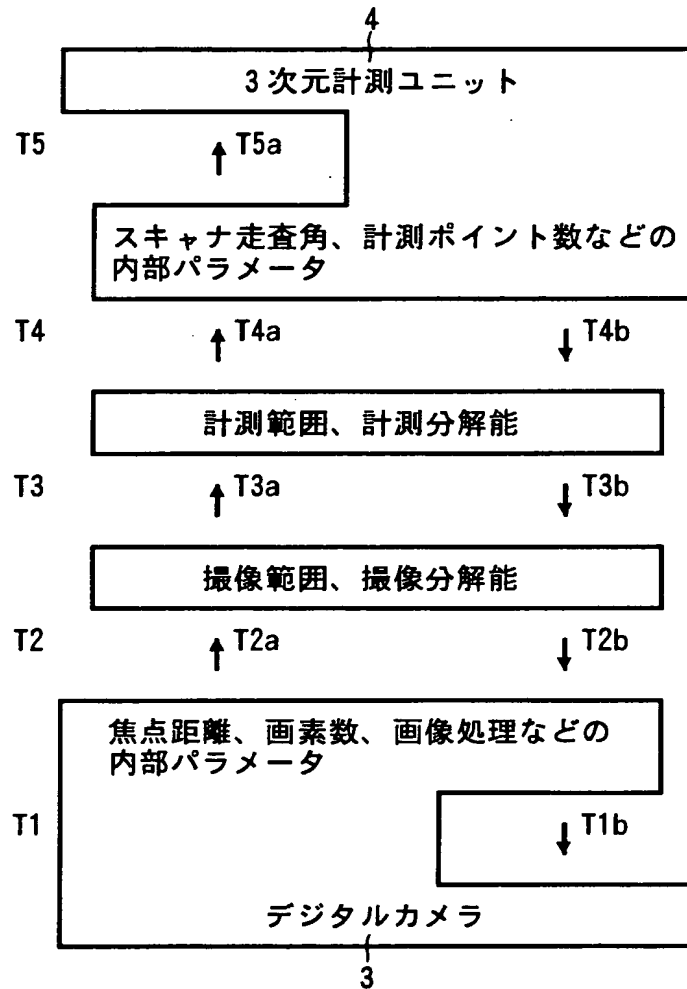 4
3次元計測ユニット
T5
T5a
スキャナ走査角、計測ポイント数などの
内部パラメータ
T4
T4a
T4b
計測範囲、計測分解能
T3
T3a
T3b
撮像範囲、撮像分解能
T2
T2a
T2b
焦点距離、画素数、画像処理などの
内部パラメータ
T1
T1b
デジタルカメラ
3